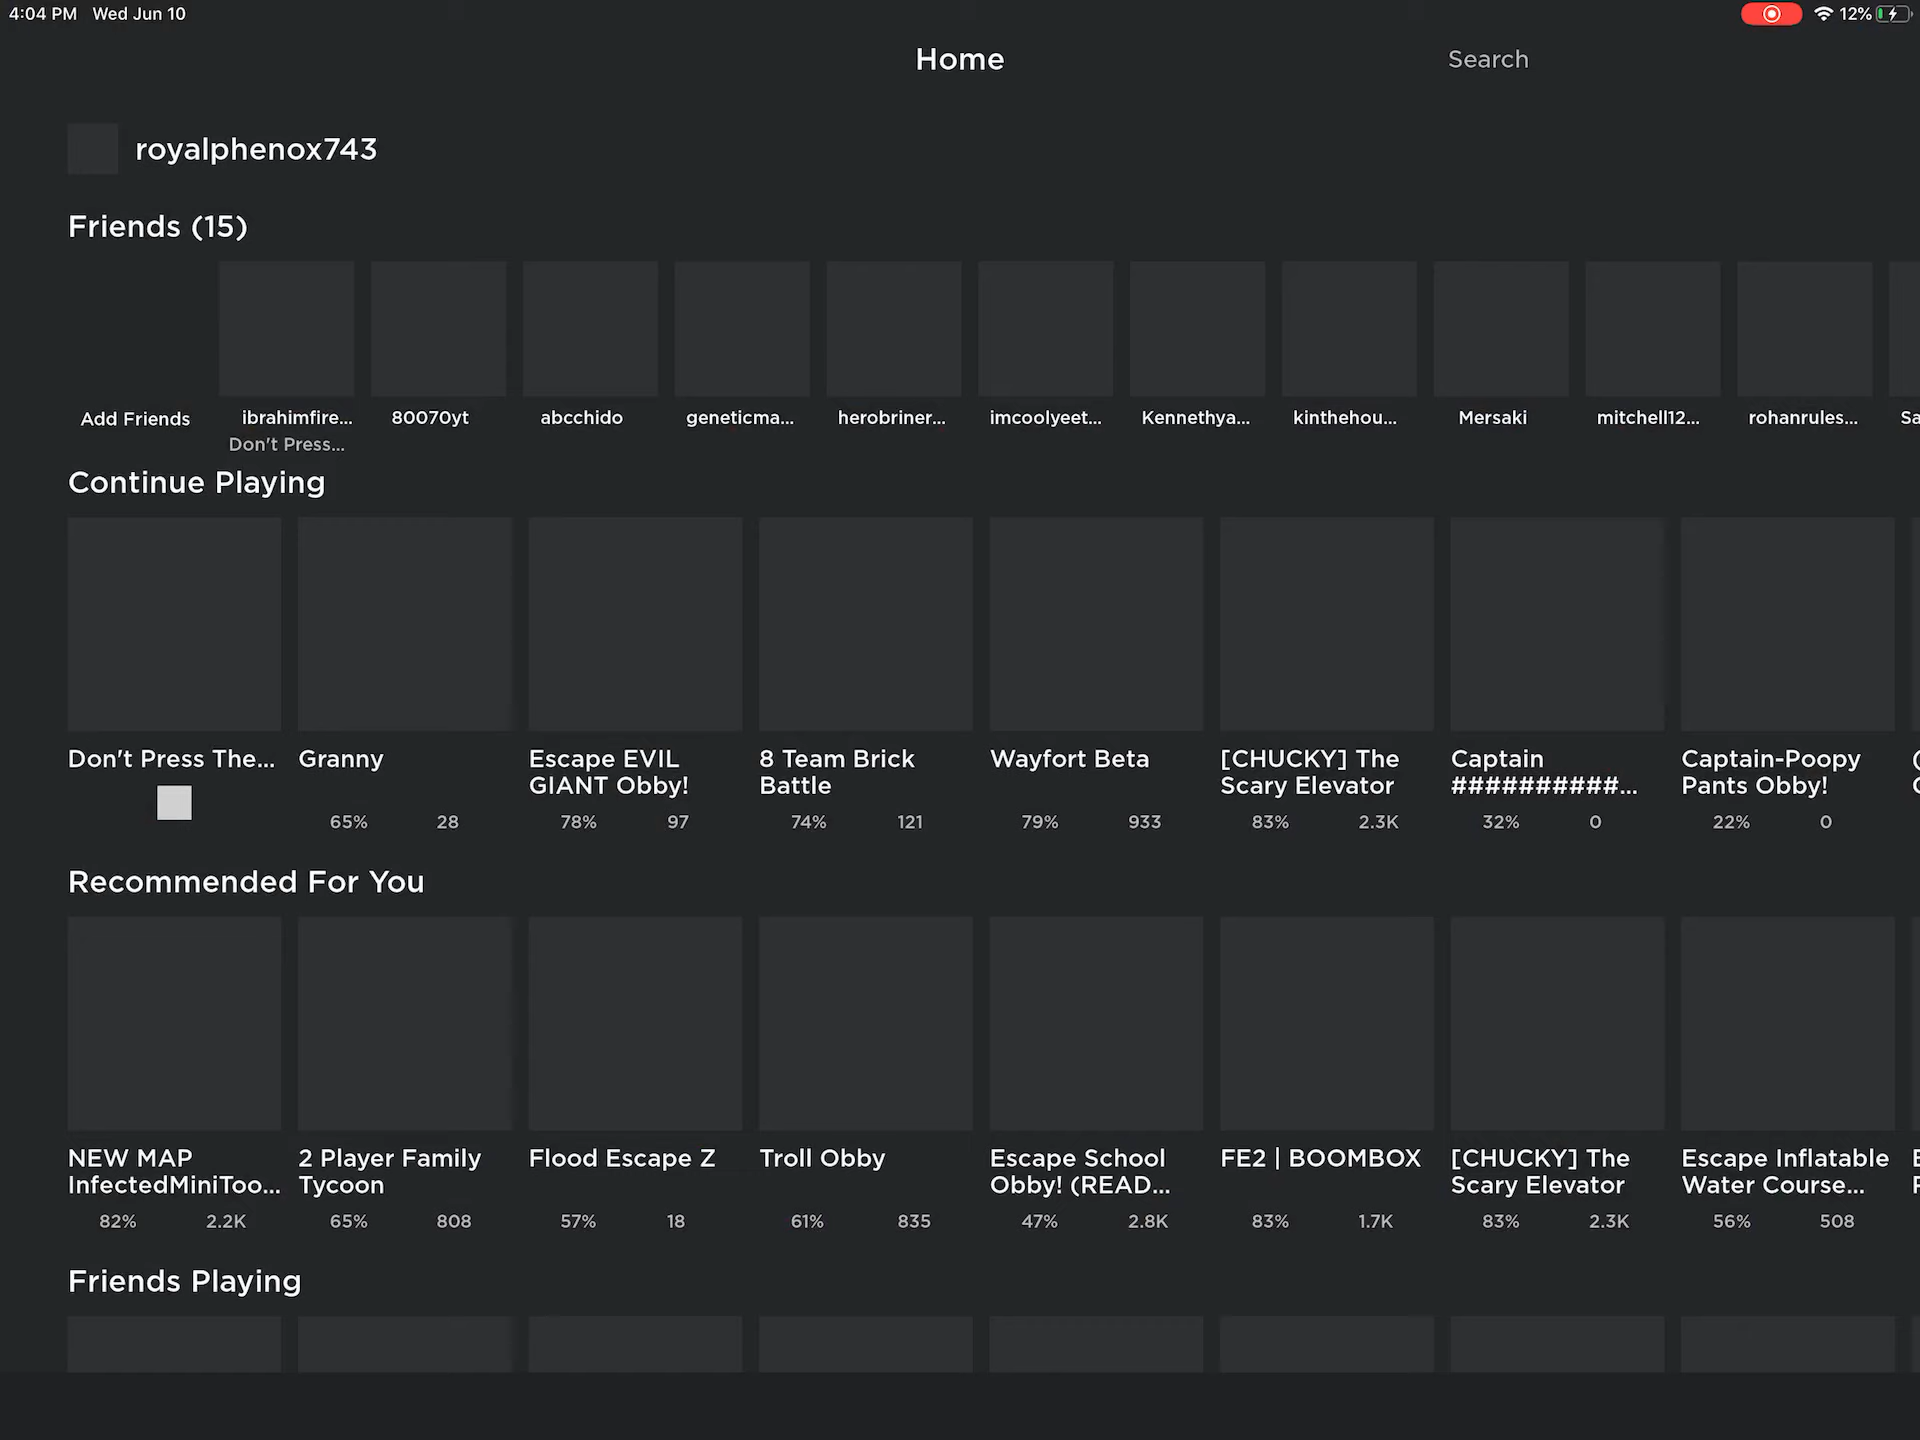 4:04 PM Wed Jun 10
12%
Home
Search
royalphenox743
Friends (15)
Add Friends
ibrahimfire...
80070yt
abcchido
geneticma...
herobriner...
imcoolyeet...
Kennethya...
kinthehou...
Mersaki
mitchell12...
rohanrules...
Sa
Don't Press...
Continue Playing
Don't Press The...
Granny
65% 28
Escape EVIL
GIANT Obby!
78% 97
8 Team Brick
Battle
74% 121
Wayfort Beta
79% 933
[CHUCKY] The
Scary Elevator
83% 2.3K
Captain
##########...
32% 0
Captain-Poopy
Pants Obby!
22% 0
Recommended For You
NEW MAP
InfectedMiniToo...
82% 2.2K
2 Player Family
Tycoon
65% 808
Flood Escape Z
57% 18
Troll Obby
61% 835
Escape School
Obby! (READ...
47% 2.8K
FE2 | BOOMBOX
83% 1.7K
[CHUCKY] The
Scary Elevator
83% 2.3K
Escape Inflatable
Water Course...
56% 508
Friends Playing